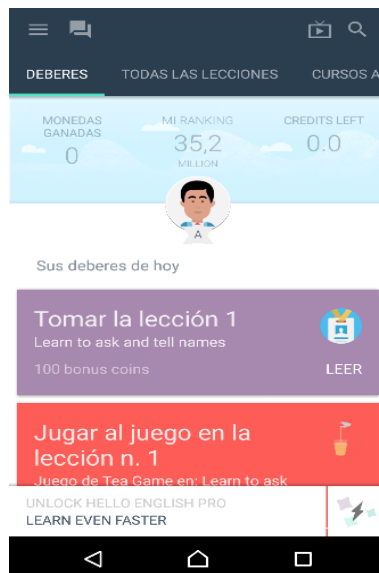 DEBERES TODAS LAS LECCIONES CURSOS A
MONEDAS GANADAS
0
MI RANKING
35,2
MILLION
CREDITS LEFT
0.0
A
Sus deberes de hoy
Tomar la lección 1
Learn to ask and tell names
100 bonus coins LEER
Jugar al juego en la
lección n. 1
Juego de Tea Game en: Learn to ask
UNLOCK HELLO ENGLISH PRO
LEARN EVEN FASTER